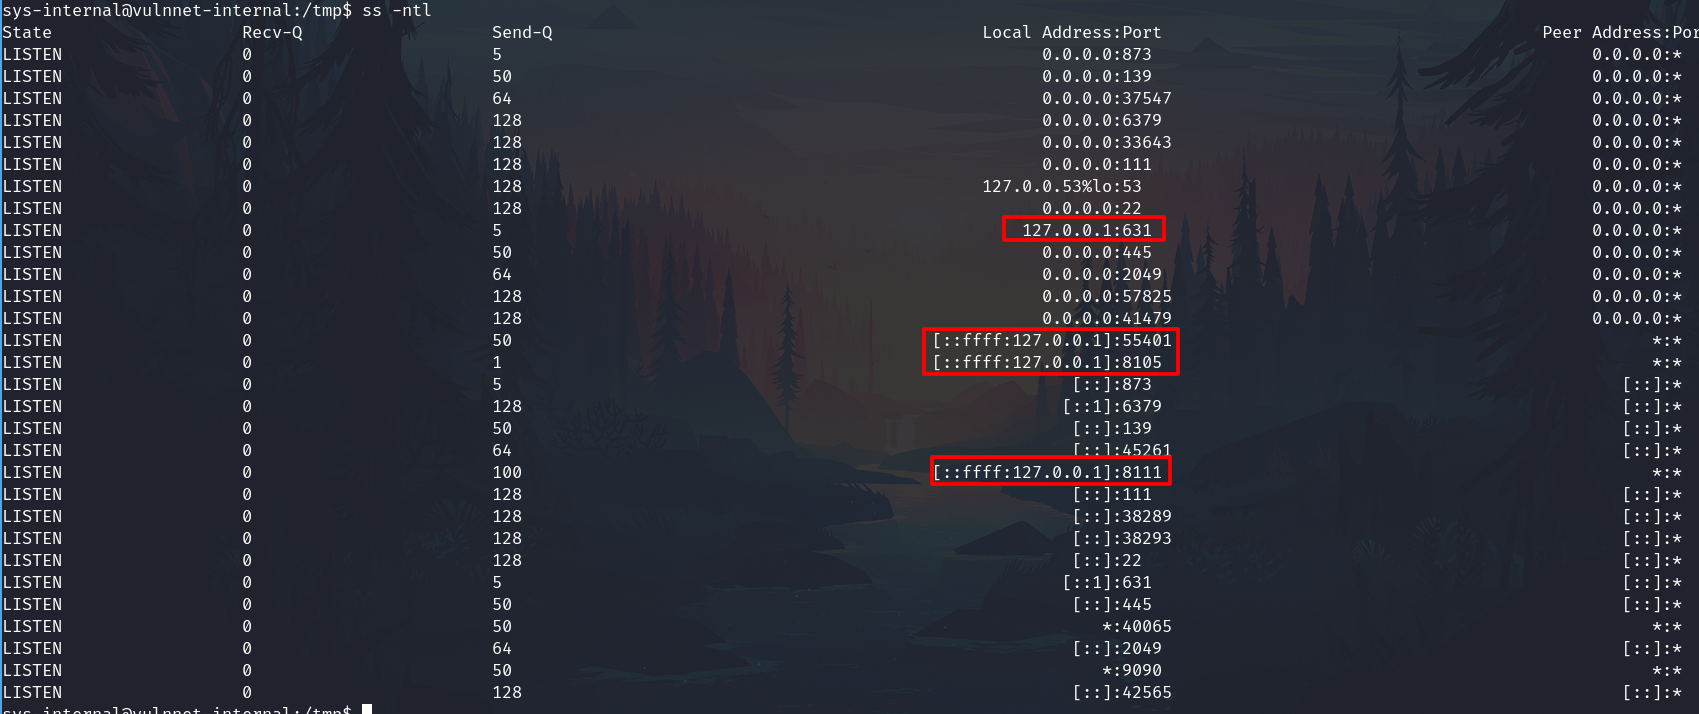 sys-internal@vulnnet-internal:/tmp$ ss -ntl
State Recv-Q Send-Q Local Address:Port Peer Address:Por
LISTEN 0 5 0.0.0.0:873 0.0.0.0:*
LISTEN 0 50 0.0.0.0:139 0.0.0.0:*
LISTEN 0 64 0.0.0.0:37547 0.0.0.0:*
LISTEN 0 128 0.0.0.0:6379 0.0.0.0:*
LISTEN 0 128 0.0.0.0:33643 0.0.0.0:*
LISTEN 0 128 0.0.0.0:111 0.0.0.0:*
LISTEN 0 128 127.0.0.53%lo:53 0.0.0.0:*
LISTEN 0 128 0.0.0.0:22 0.0.0.0:*
LISTEN 0 5 127.0.0.1:631 0.0.0.0:*
LISTEN 0 50 0.0.0.0:445 0.0.0.0:*
LISTEN 0 64 0.0.0.0:2049 0.0.0.0:*
LISTEN 0 128 0.0.0.0:57825 0.0.0.0:*
LISTEN 0 128 0.0.0.0:41479 0.0.0.0:*
LISTEN 0 50 [::ffff:127.0.0.1]:55401 *:*
LISTEN 0 1 [::ffff:127.0.0.1]:8105 *:*
LISTEN 0 5 [::]:873 [::]:*
LISTEN 0 128 [::1]:6379 [::]:*
LISTEN 0 50 [::]:139 [::]:*
LISTEN 0 64 [::]:45261 [::]:*
LISTEN 0 100 [::ffff:127.0.0.1]:8111 *:*
LISTEN 0 128 [::]:111 [::]:*
LISTEN 0 128 [::]:38289 [::]:*
LISTEN 0 128 [::]:38293 [::]:*
LISTEN 0 128 [::]:22 [::]:*
LISTEN 0 5 [::1]:631 [::]:*
LISTEN 0 50 [::]:445 [::]:*
LISTEN 0 50 *:40065 *:*
LISTEN 0 64 [::]:2049 [::]:*
LISTEN 0 50 *:9090 *:*
LISTEN 0 128 [::]:42565 [::]:*
sys-internal@vulnnet-internal:/tmp$